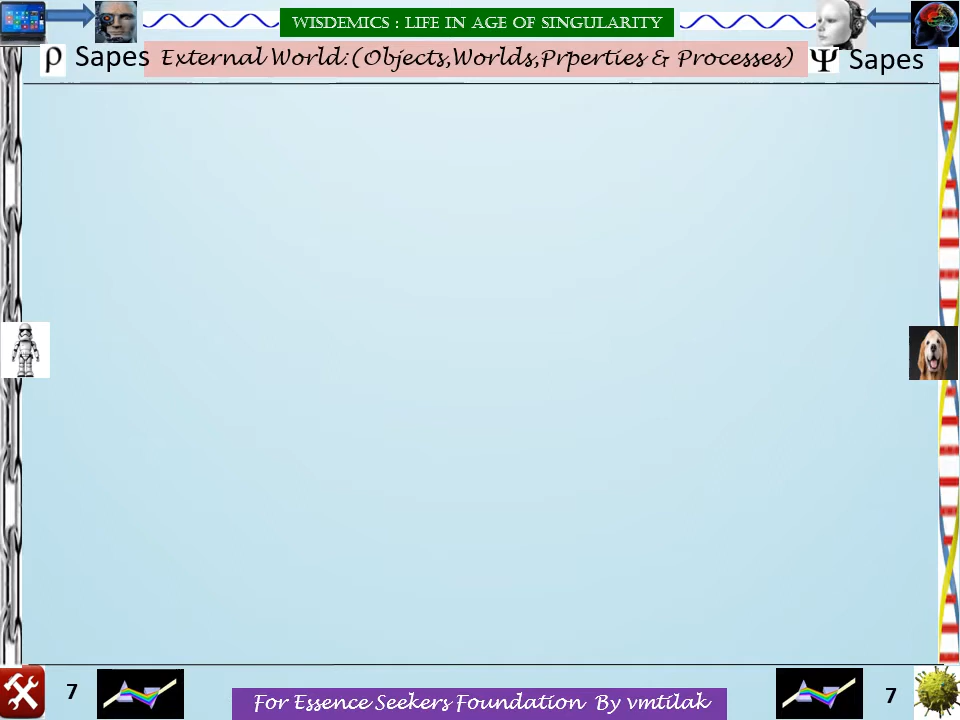 WISDEMICS : LIFE IN AGE OF SINGULARITY
ρ Sapes External World:(Objects,Worlds,Prperties & Processes) Ψ Sapes
7 For Essence Seekers Foundation By vmtilak 7